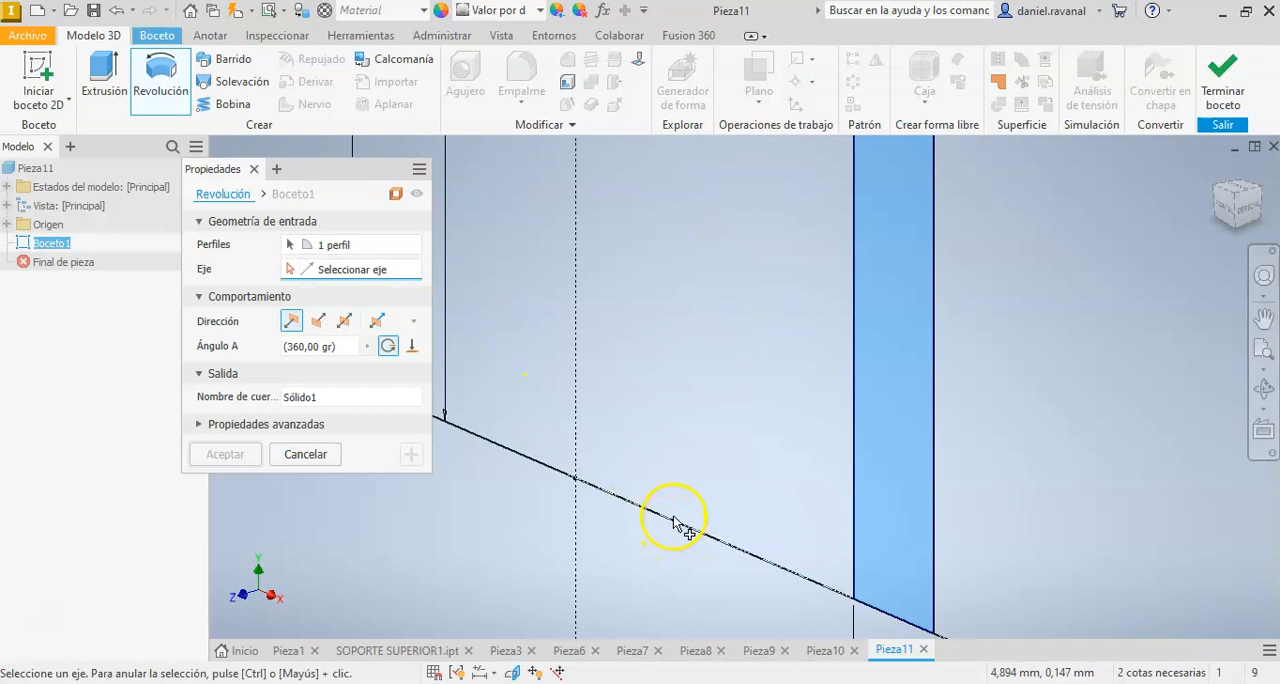 Material
Valor por d
fx
Pieza11
Buscar en la ayuda y los comanc
daniel.ravanal
Archivo Modelo 3D Boceto Anotar Inspeccionar Herramientas Administrar Vista Entornos Colaborar Fusion 360
Iniciar
boceto 2D
Boceto
Extrusión
Revolución
Barrido
Solevación
Bobina
Repujado
Derivar
Nervio
Calcomanía
Importar
Aplanar
Crear
Agujero
Empalme
Modificar
Generador
de forma
Explorar
Plano
Operaciones de trabajo
Patrón
Caja
Crear forma libre
Superficie
Análisis
de tensión
Simulación
Convertir en
chapa
Convertir
Terminar
boceto
Salir
Modelo
Pieza11
Estados del modelo: [Principal]
Vista: [Principal]
Origen
Boceto1
Final de pieza
Propiedades
Revolución > Boceto1
Geometría de entrada
Perfiles 1 perfil
Eje Seleccionar eje
Comportamiento
Dirección
Ángulo A (360,00 gr)
Salida
Nombre de cuer... Sólido1
Propiedades avanzadas
Aceptar Cancelar
Y
Z X
Inicio Pieza1 SOPORTE SUPERIOR1.ipt Pieza3 Pieza6 Pieza7 Pieza8 Pieza9 Pieza10 Pieza11
Seleccione un eje. Para anular la selección, pulse [Ctrl] o [Mayús] + clic.
4,894 mm, 0,147 mm 2 cotas necesarias 1 9